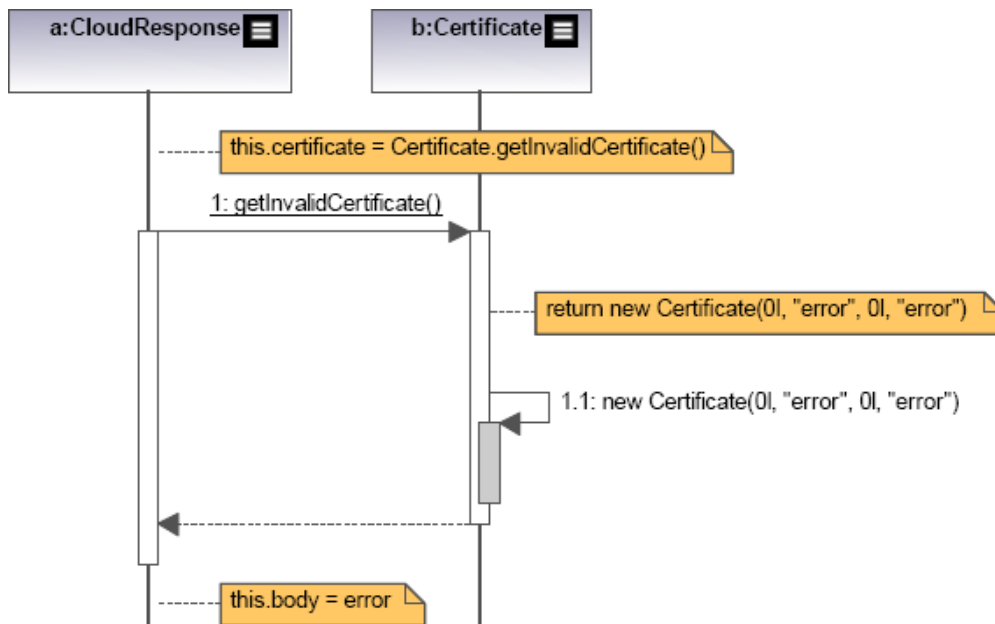 a:CloudResponse
b:Certificate
this.certificate = Certificate.getInvalidCertificate()
1: getInvalidCertificate()
return new Certificate(0l, "error", 0l, "error")
1.1: new Certificate(0l, "error", 0l, "error")
this.body = error